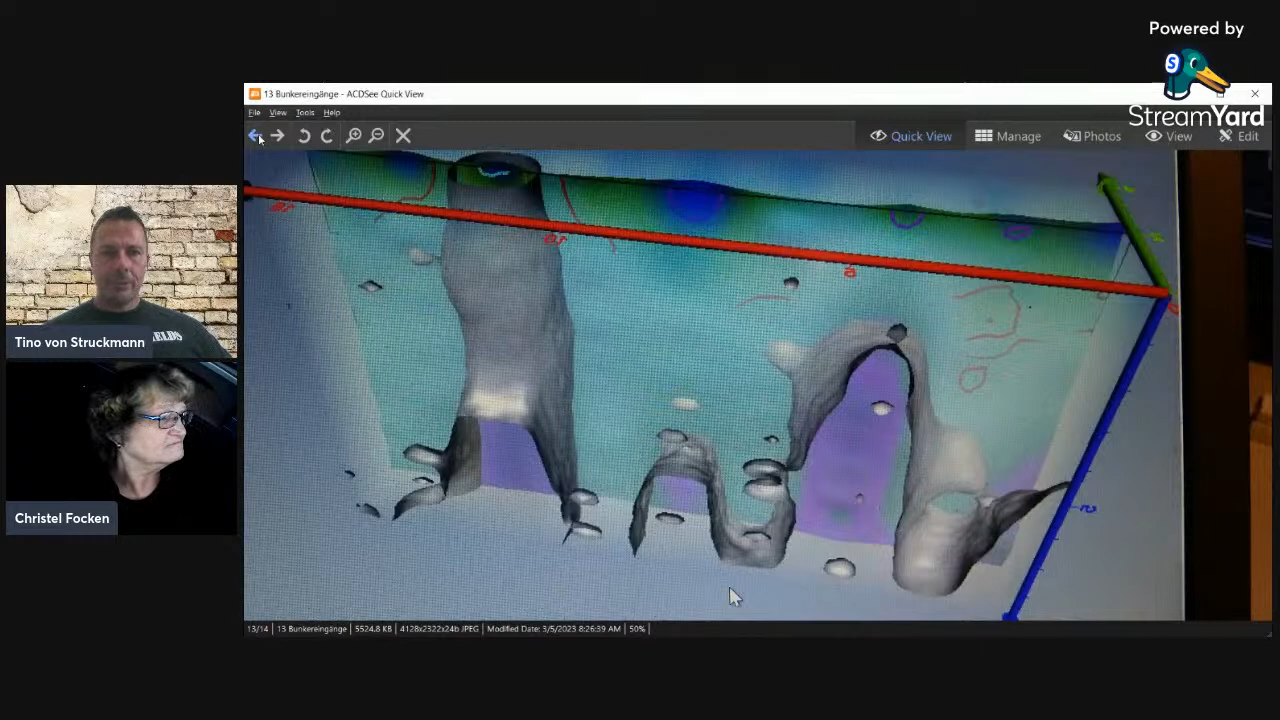 Powered by
StreamYard
13 Bunkereingänge - ACDSee Quick View
File View Tools Help
Quick View Manage Photos View Edit
Tino von Struckmann
Christel Focken
13/14 | 13 Bunkereingänge | 5524.8 KB | 4128x2322x24b JPEG | Modified Date: 3/5/2023 8:26:39 AM | 50%